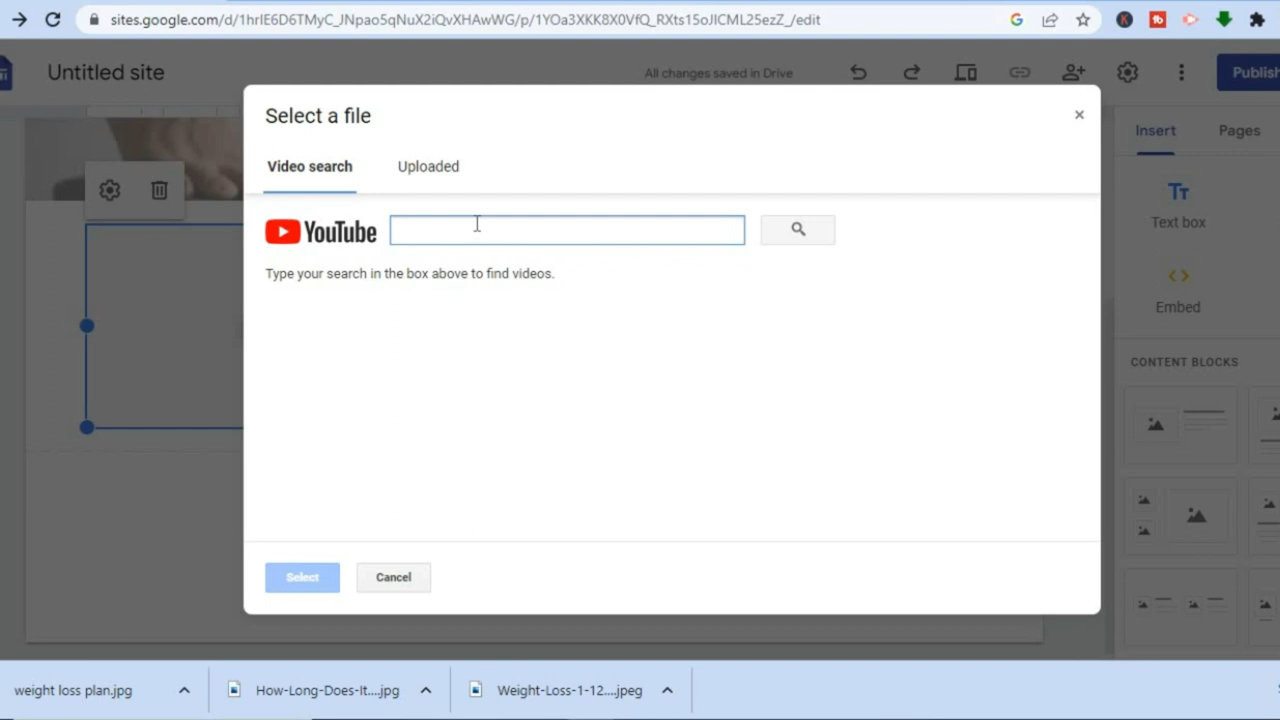 sites.google.com/d/1hrIE6D6TMyC_JNpao5qNuX2iQvXHAwWG/p/1YOa3XKK8X0VfQ_RXts15oJICML25ezZ_/edit
Untitled site
All changes saved in Drive
Publish
Select a file
×
Insert
Pages
Video search
Uploaded
YouTube
Type your search in the box above to find videos.
Text box
Embed
CONTENT BLOCKS
Select
Cancel
weight loss plan.jpg
How-Long-Does-It....jpg
Weight-Loss-1-12....jpeg